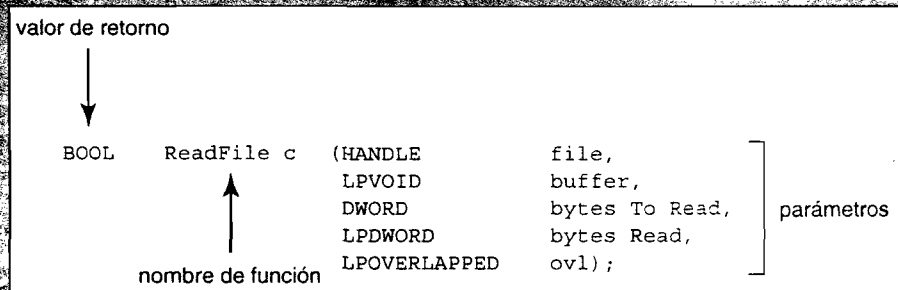 valor de retorno
BOOL ReadFile c (HANDLE file,
LPVOID buffer,
DWORD bytes To Read,
LPDWORD bytes Read,
LPOVERLAPPED ovl);
parámetros
nombre de función